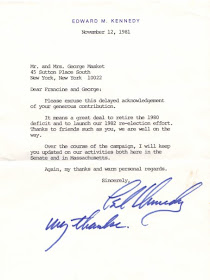 EDWARD M. KENNEDY
November 12, 1981
Mr. and Mrs. George Masket
45 Sutton Place South
New York, New York 10022
Dear Francine and George:
Please excuse this delayed acknowledgement
of your generous contribution.
It means a great deal to retire the 1980
deficit and to launch our 1982 re-election effort.
Thanks to friends such as you, we are well on
the way.
Over the course of the campaign, I will keep
you updated on our activities both here in the
Senate and in Massachusetts.
Again, my thanks and warm personal regards.
Sincerely,
Ted Kennedy
my thanks.